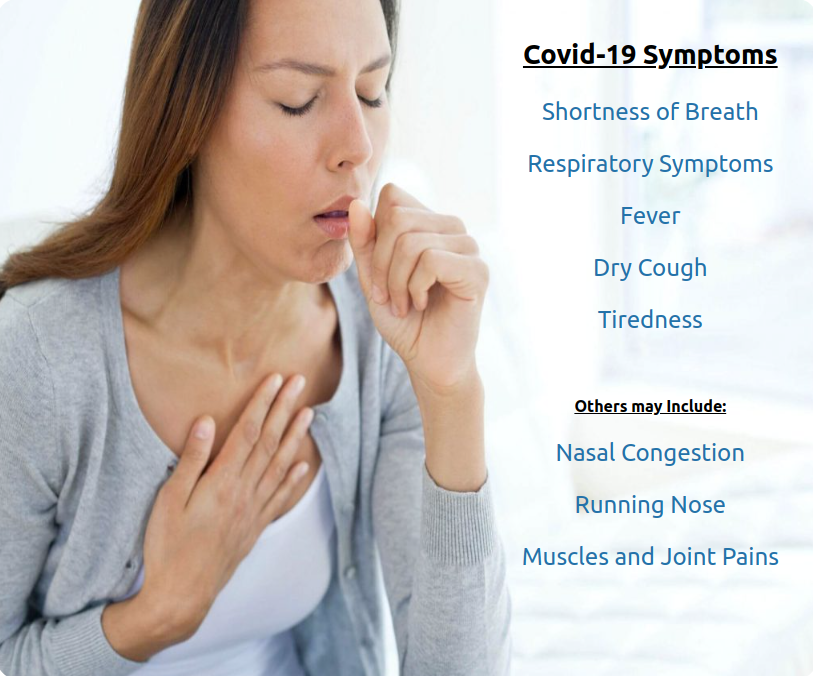 Covid-19 Symptoms
Shortness of Breath
Respiratory Symptoms
Fever
Dry Cough
Tiredness
Others may Include:
Nasal Congestion
Running Nose
Muscles and Joint Pains